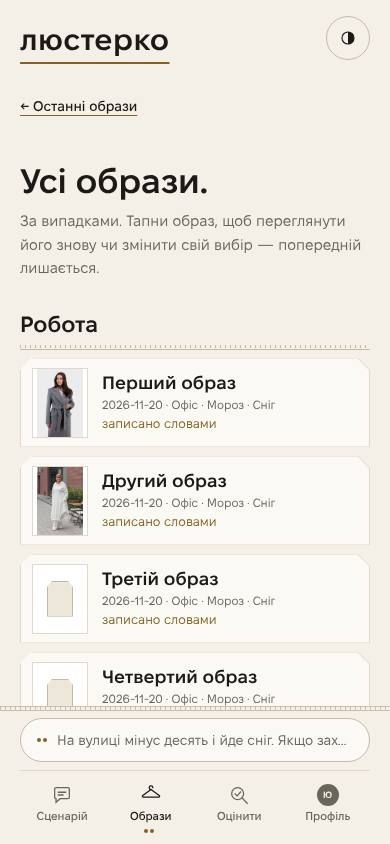 люстерко
← Останні образи
Усі образи.
За випадками. Тапни образ, щоб переглянути
його знову чи змінити свій вибір — попередній
лишається.
Робота
Перший образ
2026-11-20 · Офіс · Мороз · Сніг
записано словами
Другий образ
2026-11-20 · Офіс · Мороз · Сніг
записано словами
Третій образ
2026-11-20 · Офіс · Мороз · Сніг
записано словами
Четвертий образ
2026-11-20 · Офіс · Мороз · Сніг
На вулиці мінус десять і йде сніг. Якщо зах...
Сценарій
Образи
Оцінити
Ю
Профіль